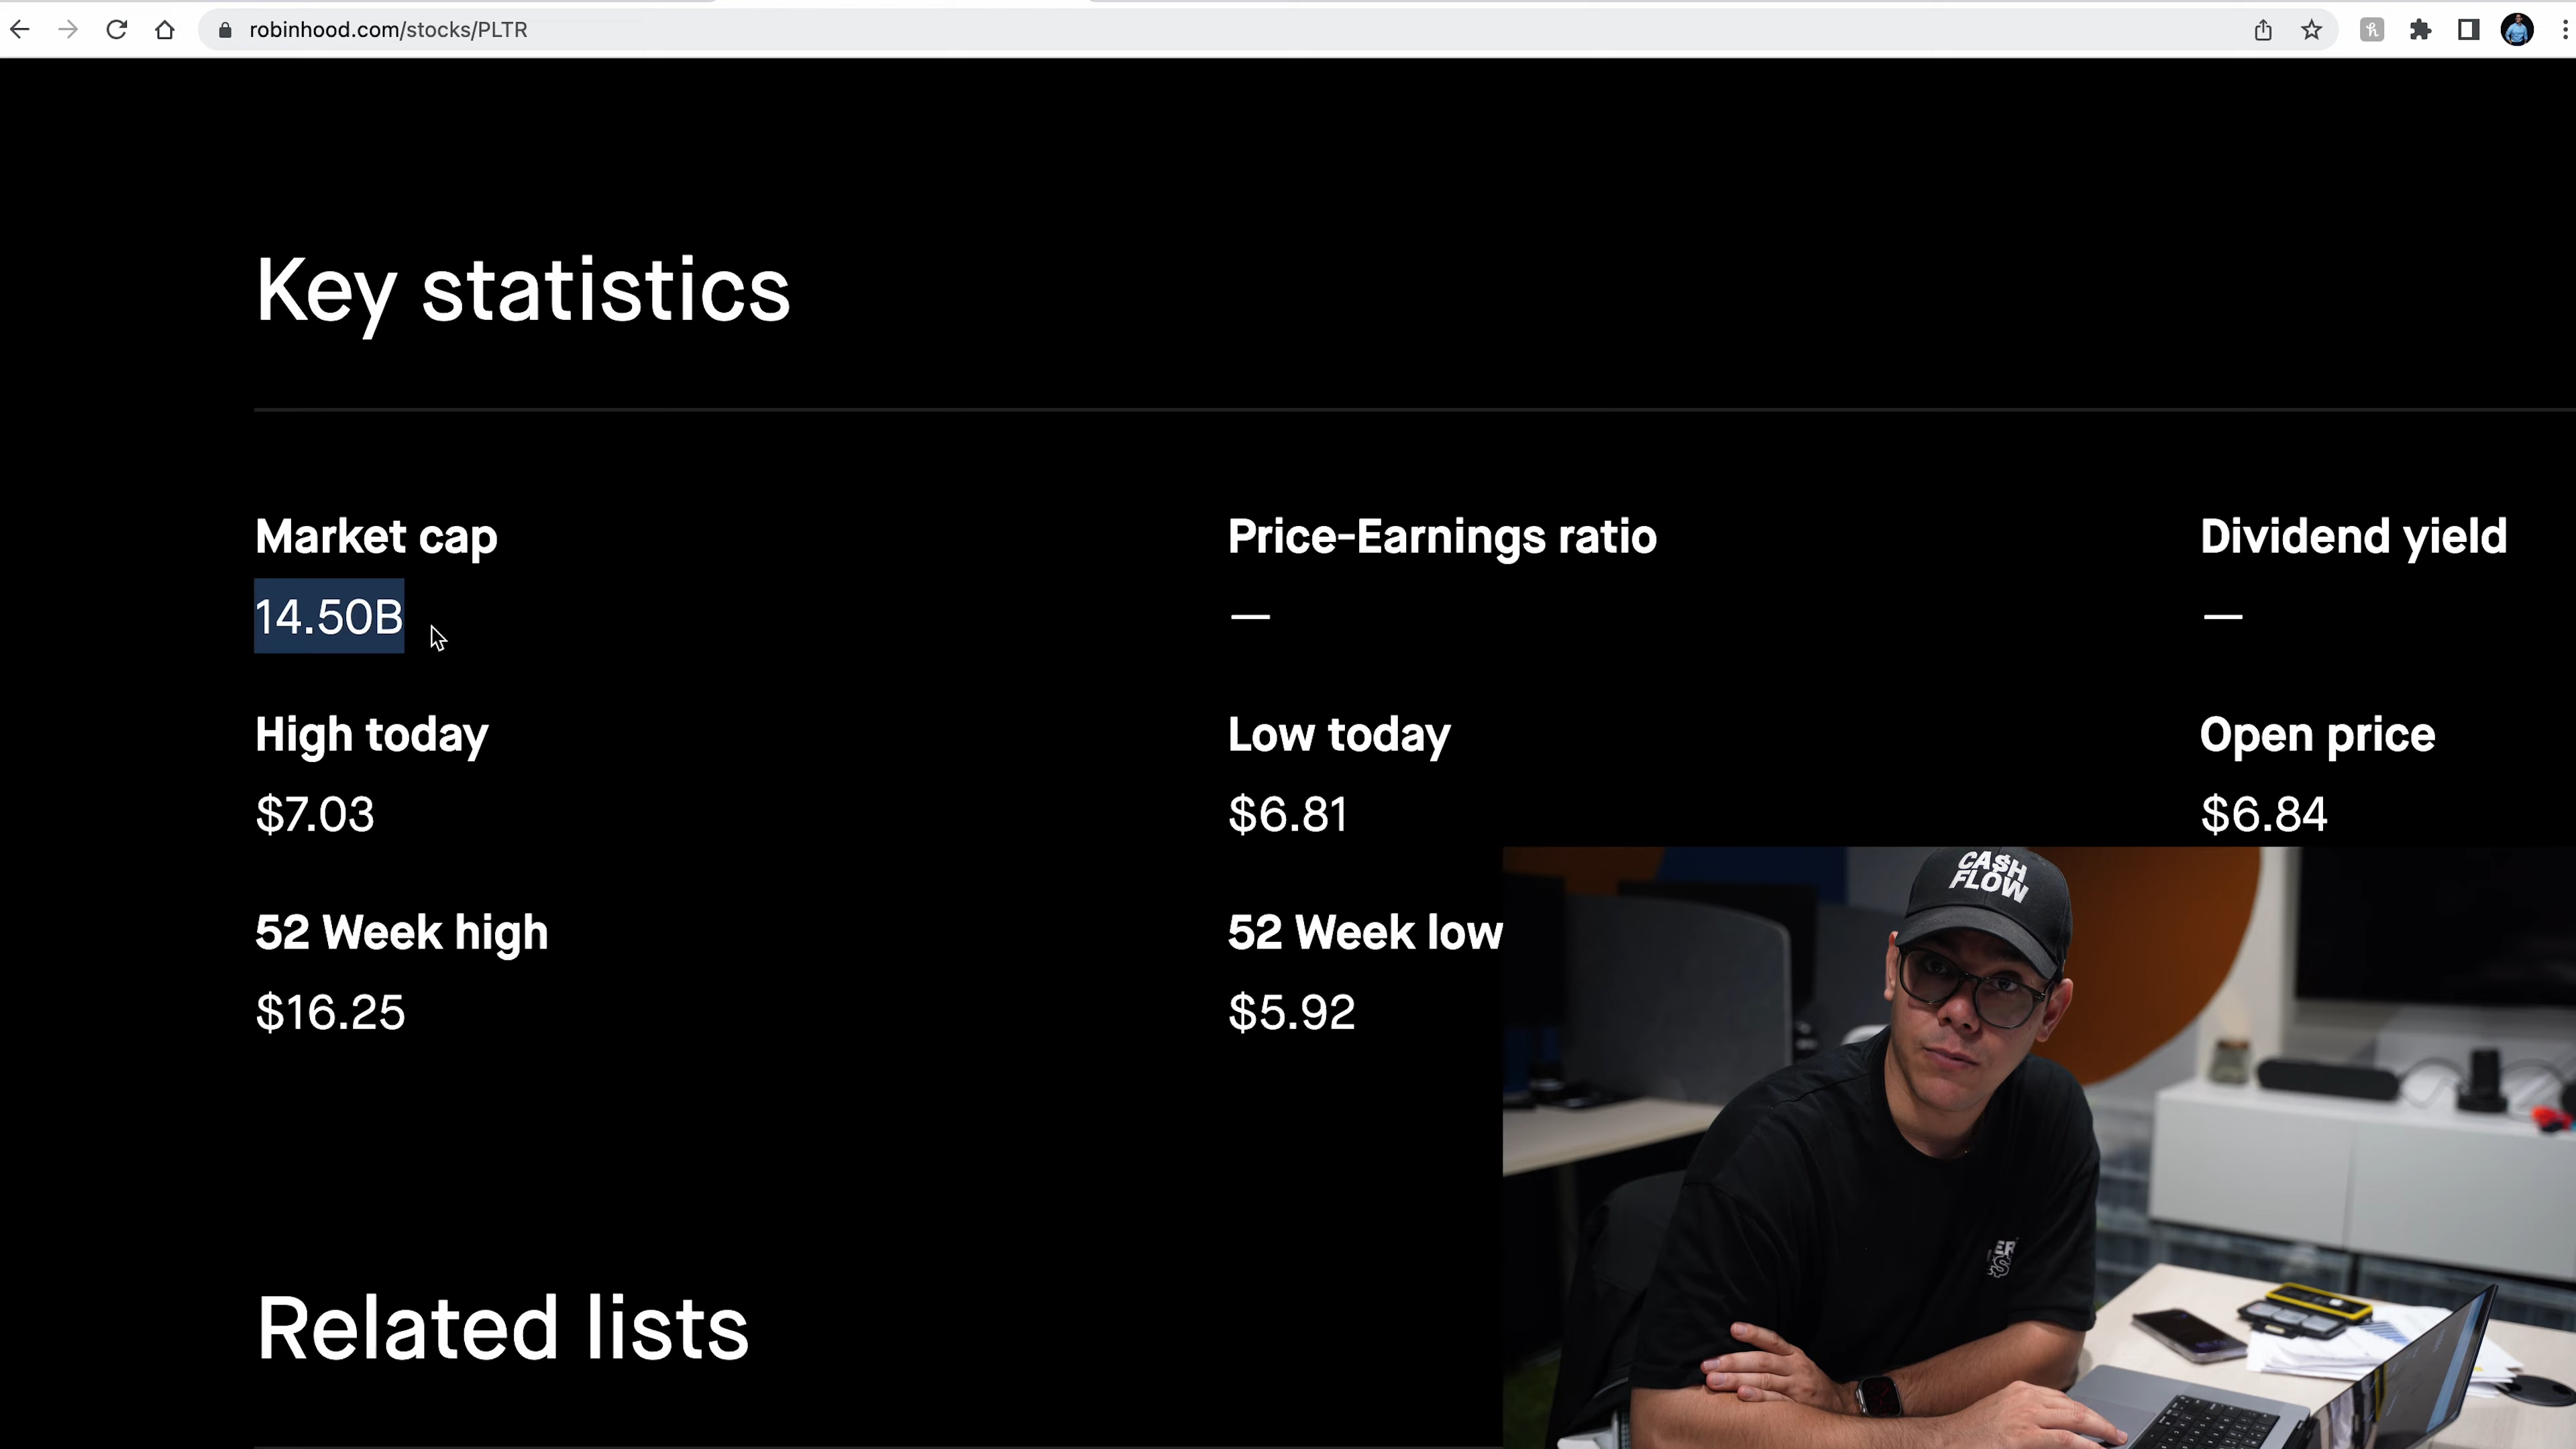 robinhood.com/stocks/PLTR
Key statistics
Market cap
Price-Earnings ratio
Dividend yield
14.50B
—
—
High today
Low today
Open price
$7.03
$6.81
$6.84
52 Week high
52 Week low
$16.25
$5.92
CA$H
FLOW
Related lists